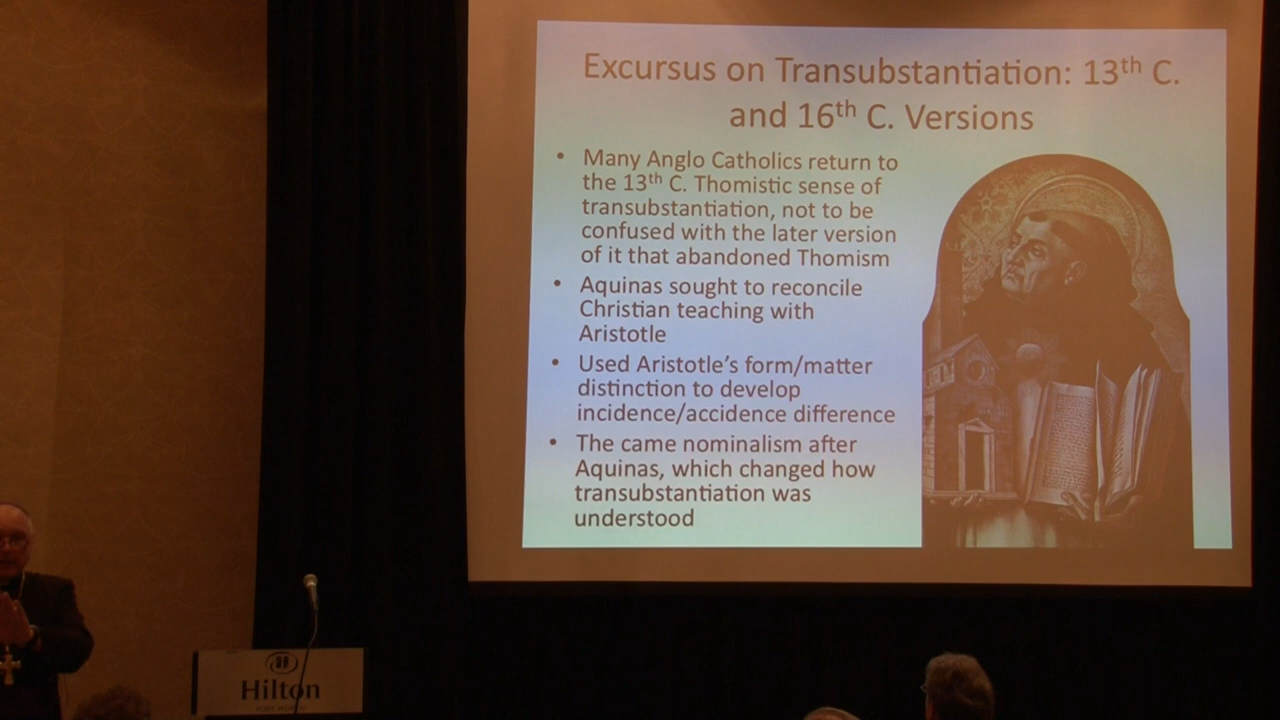 Excursus on Transubstantiation: 13th C.
and 16th C. Versions
• Many Anglo Catholics return to
the 13th C. Thomistic sense of
transubstantiation, not to be
confused with the later version
of it that abandoned Thomism
• Aquinas sought to reconcile
Christian teaching with
Aristotle
• Used Aristotle's form/matter
distinction to develop
incidence/accidence difference
• The came nominalism after
Aquinas, which changed how
transubstantiation was
understood
H
Hilton
FORT WORTH